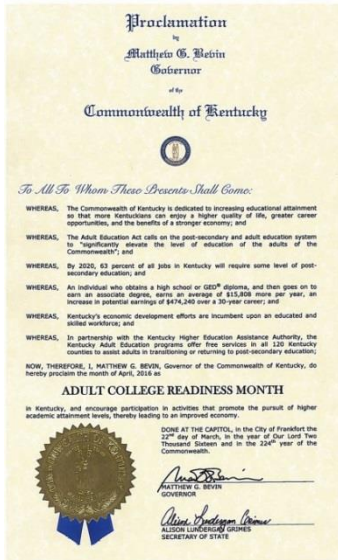 Proclamation
by
Matthew G. Bevin
Governor
of the
Commonwealth of Kentucky
To All To Whom These Presents Shall Come:
WHEREAS, The Commonwealth of Kentucky is dedicated to increasing educational attainment
so that more Kentuckians can enjoy a higher quality of life, greater career
opportunities, and the benefits of a stronger economy; and
WHEREAS, The Adult Education Act calls on the post-secondary and adult education system
to "significantly elevate the level of education of the adults of the
Commonwealth"; and
WHEREAS, By 2020, 63 percent of all jobs in Kentucky will require some level of post-
secondary education; and
WHEREAS, An individual who obtains a high school or GED® diploma, and then goes on to
earn an associate degree, earns an average of $15,808 more per year, an
increase in potential earnings of $474,240 over a 30-year career; and
WHEREAS, Kentucky's economic development efforts are incumbent upon an educated and
skilled workforce; and
WHEREAS, In partnership with the Kentucky Higher Education Assistance Authority, the
Kentucky Adult Education programs offer free services in all 120 Kentucky
counties to assist adults in transitioning or returning to post-secondary education;
NOW, THEREFORE, I, MATTHEW G. BEVIN, Governor of the Commonwealth of Kentucky, do
hereby proclaim the month of April, 2016 as
ADULT COLLEGE READINESS MONTH
in Kentucky, and encourage participation in activities that promote the pursuit of higher
academic attainment levels, thereby leading to an improved economy.
DONE AT THE CAPITOL, in the City of Frankfort the
22nd day of March, in the year of Our Lord Two
Thousand Sixteen and in the 224th year of the
Commonwealth.
MATTHEW G. BEVIN
GOVERNOR
Alison Lundergan Grimes
ALISON LUNDERGAN GRIMES
SECRETARY OF STATE